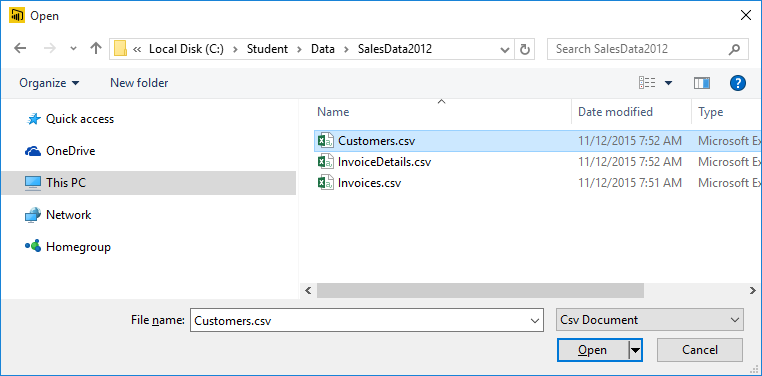 Open
« Local Disk (C:) > Student > Data > SalesData2012
Search SalesData2012
Organize New folder
Name Date modified Type
Quick access
OneDrive
This PC
Network
Homegroup
Customers.csv 11/12/2015 7:52 AM Microsoft Ex
InvoiceDetails.csv 11/12/2015 7:52 AM Microsoft Ex
Invoices.csv 11/12/2015 7:51 AM Microsoft Ex
File name: Customers.csv Csv Document
Open Cancel